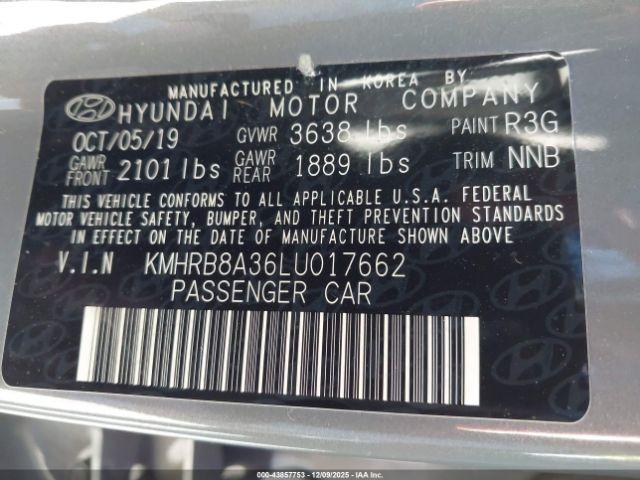 MANUFACTURED IN KOREA BY
HYUNDAI MOTOR COMPANY
OCT/05/19 GVWR 3638 lbs PAINT R3G
GAWR FRONT 2101 lbs GAWR REAR 1889 lbs TRIM NNB
THIS VEHICLE CONFORMS TO ALL APPLICABLE U.S.A. FEDERAL
MOTOR VEHICLE SAFETY, BUMPER, AND THEFT PREVENTION STANDARDS
IN EFFECT ON THE DATE OF MANUFACTURE SHOWN ABOVE.
V.I.N KMHRB8A36LU017662
PASSENGER CAR
000-43857753 - 12/09/2025 - IAAI.COM